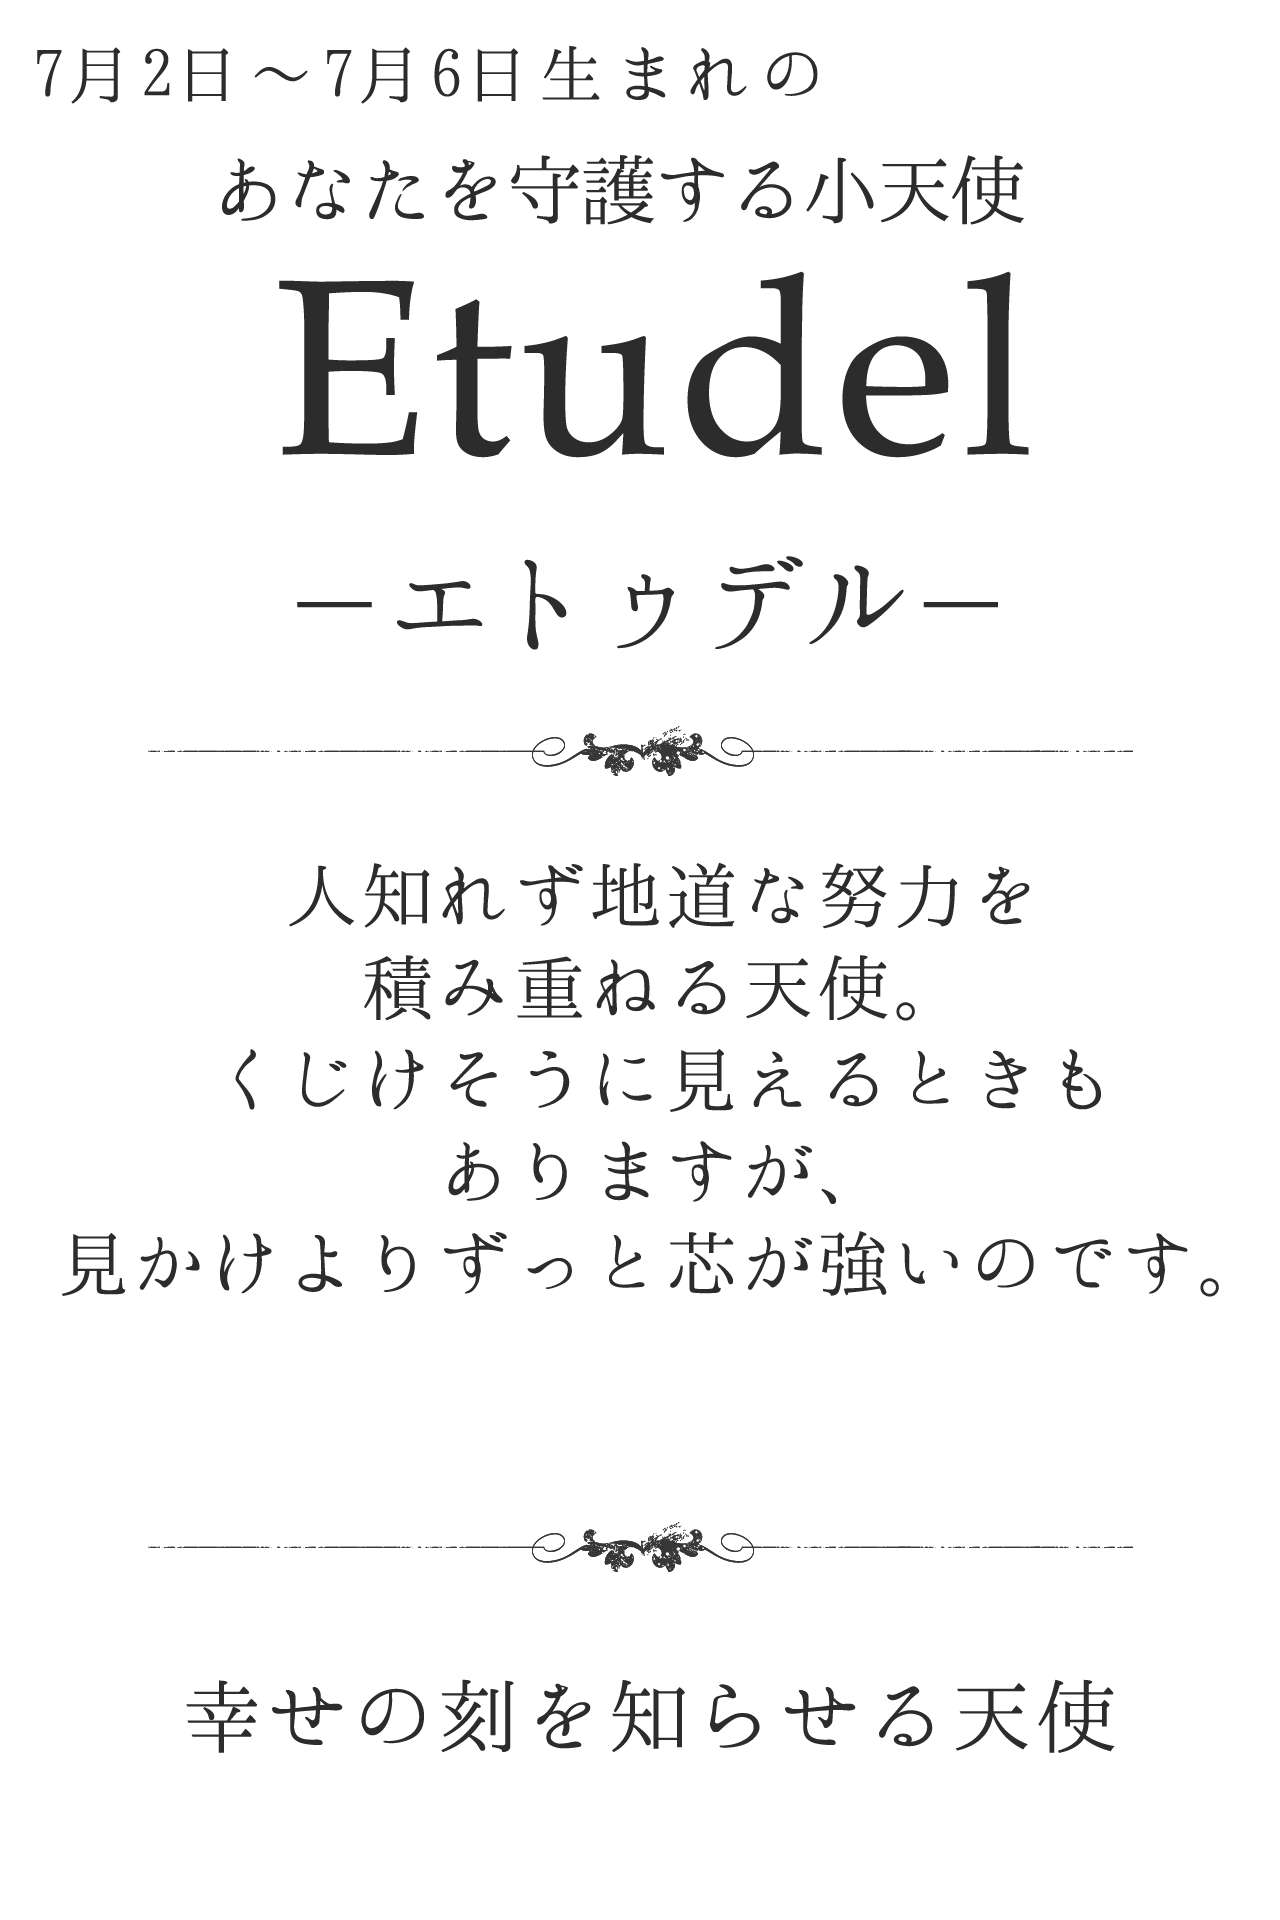 7月2日～7月6日生まれの
あなたを守護する小天使
Etudel
－エトゥデル－
人知れず地道な努力を
積み重ねる天使。
くじけそうに見えるときも
ありますが、
見かけよりずっと芯が強いのです。
幸せの刻を知らせる天使